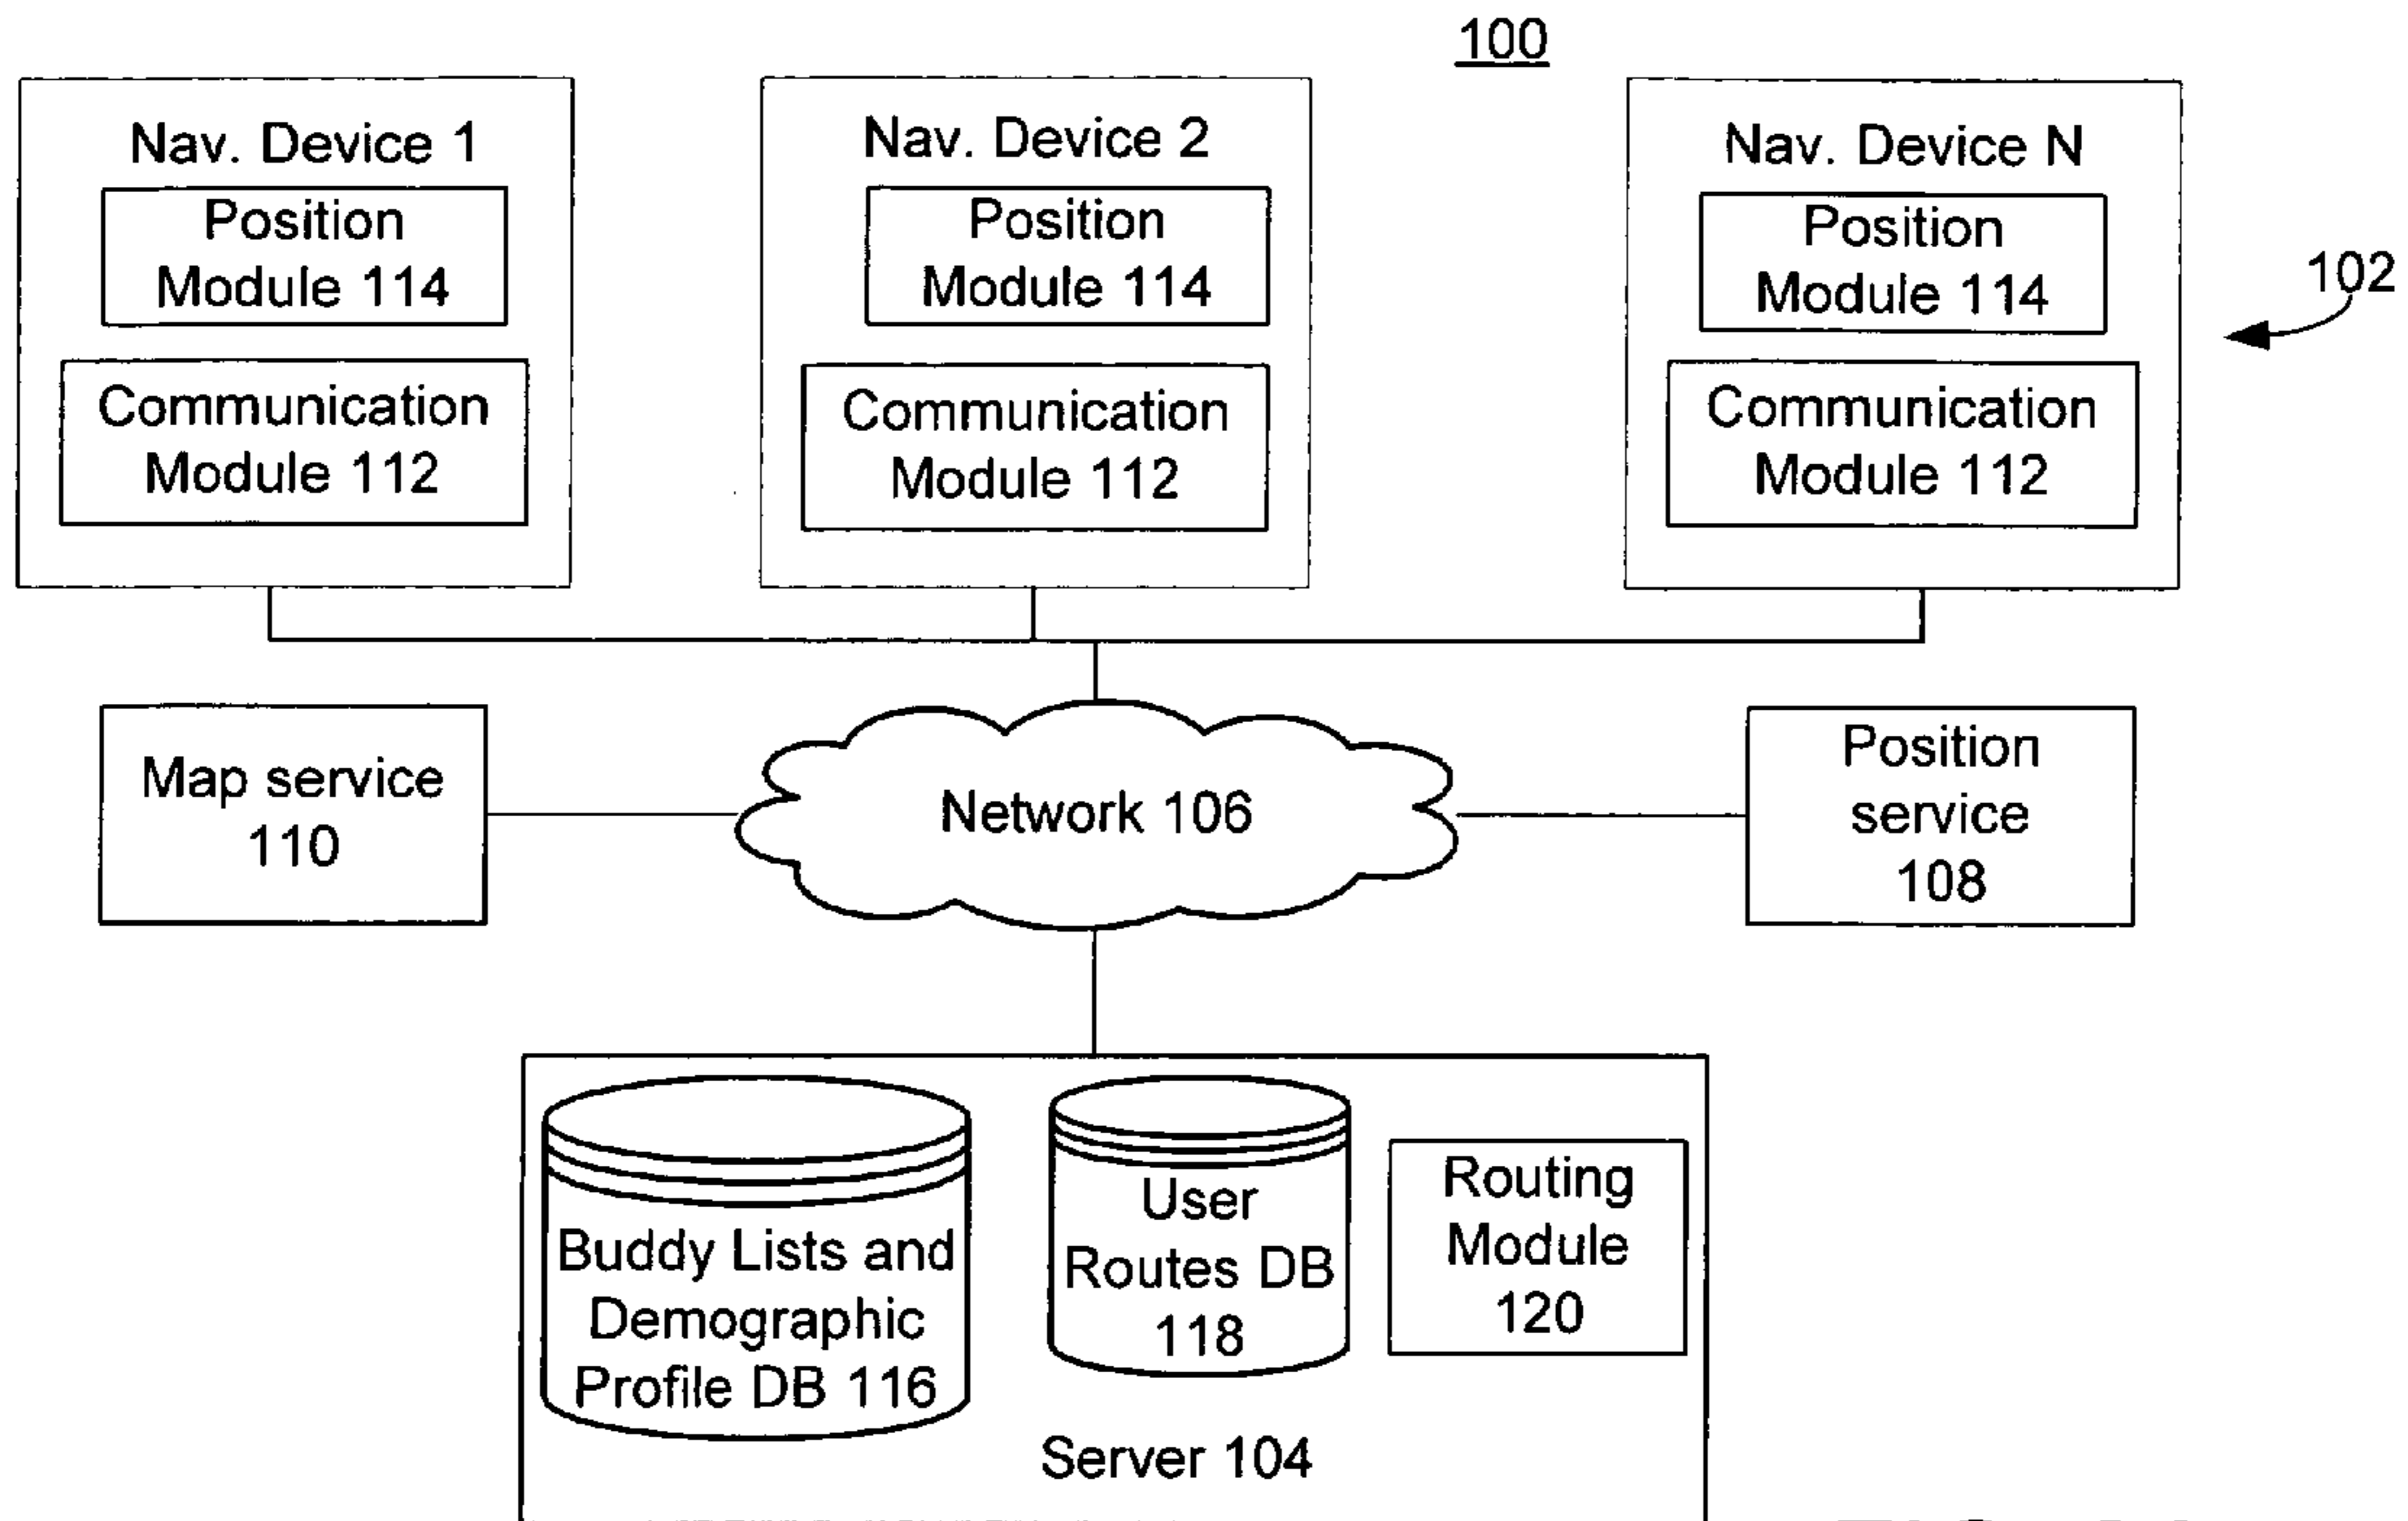 100
Nav. Device 1
Position
Module 114
Communication
Module 112
Nav. Device 2
Position
Module 114
Communication
Module 112
Nav. Device N
Position
Module 114
Communication
Module 112
102
Map service
110
Network 106
Position
service
108
Buddy Lists and
Demographic
Profile DB 116
User
Routes DB
118
Routing
Module
120
Server 104